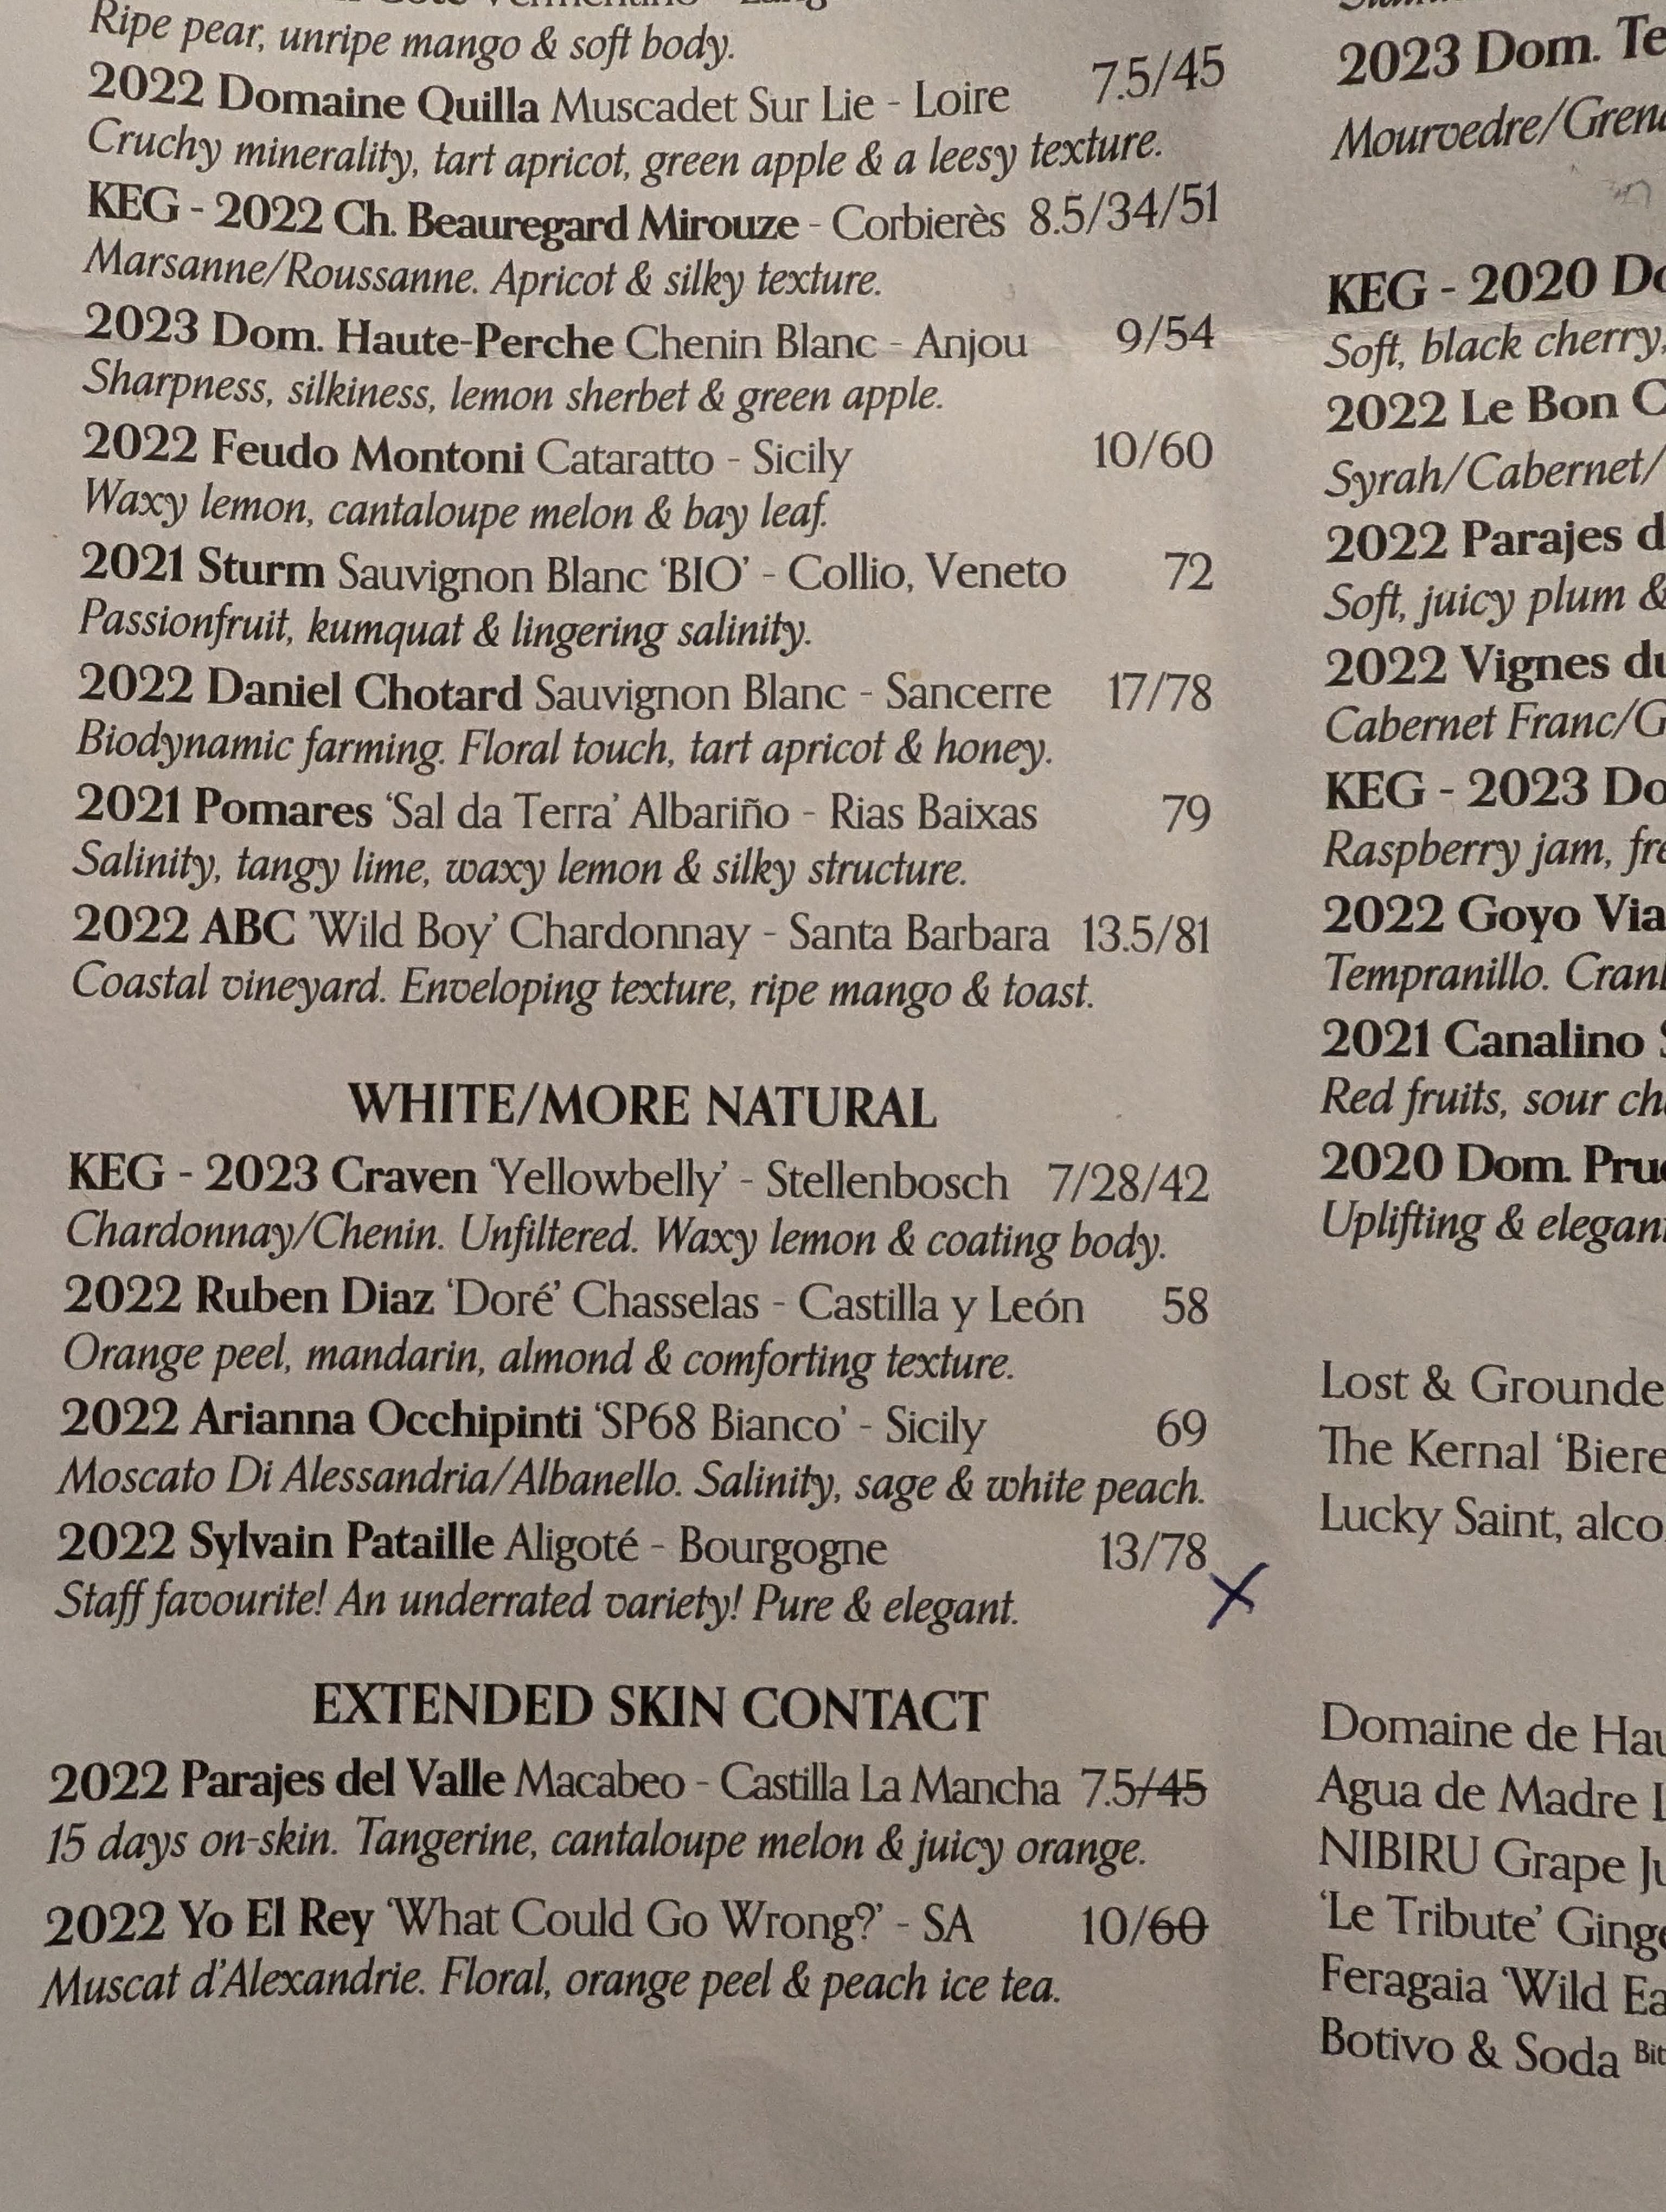 Ripe pear, unripe mango & soft body.
2022 Domaine Quilla Muscadet Sur Lie - Loire 7.5/45
Cruchy minerality, tart apricot, green apple & a leesy texture.
KEG - 2022 Ch. Beauregard Mirouze - Corbierès 8.5/34/51
Marsanne/Roussanne. Apricot & silky texture.
2023 Dom. Haute-Perche Chenin Blanc - Anjou 9/54
Sharpness, silkiness, lemon sherbet & green apple.
2022 Feudo Montoni Cataratto - Sicily 10/60
Waxy lemon, cantaloupe melon & bay leaf.
2021 Sturm Sauvignon Blanc ‘BIO’ - Collio, Veneto 72
Passionfruit, kumquat & lingering salinity.
2022 Daniel Chotard Sauvignon Blanc - Sancerre 17/78
Biodynamic farming. Floral touch, tart apricot & honey.
2021 Pomares ‘Sal da Terra’ Albariño - Rias Baixas 79
Salinity, tangy lime, waxy lemon & silky structure.
2022 ABC ’Wild Boy’ Chardonnay - Santa Barbara 13.5/81
Coastal vineyard. Enveloping texture, ripe mango & toast.
WHITE/MORE NATURAL
KEG - 2023 Craven ‘Yellowbelly’ - Stellenbosch 7/28/42
Chardonnay/Chenin. Unfiltered. Waxy lemon & coating body.
2022 Ruben Diaz ‘Doré’ Chasselas - Castilla y León 58
Orange peel, mandarin, almond & comforting texture.
2022 Arianna Occhipinti ‘SP68 Bianco’ - Sicily 69
Moscato Di Alessandria/Albanello. Salinity, sage & white peach.
2022 Sylvain Pataille Aligoté - Bourgogne 13/78
Staff favourite! An underrated variety! Pure & elegant. X
EXTENDED SKIN CONTACT
2022 Parajes del Valle Macabeo - Castilla La Mancha 7.5/45
15 days on-skin. Tangerine, cantaloupe melon & juicy orange.
2022 Yo El Rey ‘What Could Go Wrong?’ - SA 10/60
Muscat d’Alexandrie. Floral, orange peel & peach ice tea.
2023 Dom.
Mourvedre/
KEG - 2020
Soft, black cherry,
2022 Le Bon
Syrah/Cabernet/
2022 Parajes
Soft, juicy plum &
2022 Vignes
Cabernet Franc/
KEG - 2023
Raspberry jam,
2022 Goyo
Tempranillo.
2021 Canalino
Red fruits, sour
2020 Dom.
Uplifting &
Lost &
The Kernal ‘
Lucky Saint,
Domaine de
Agua de Madre
NIBIRU Grape
‘Le Tribute’
Feragaia ‘Wild
Botivo & Soda